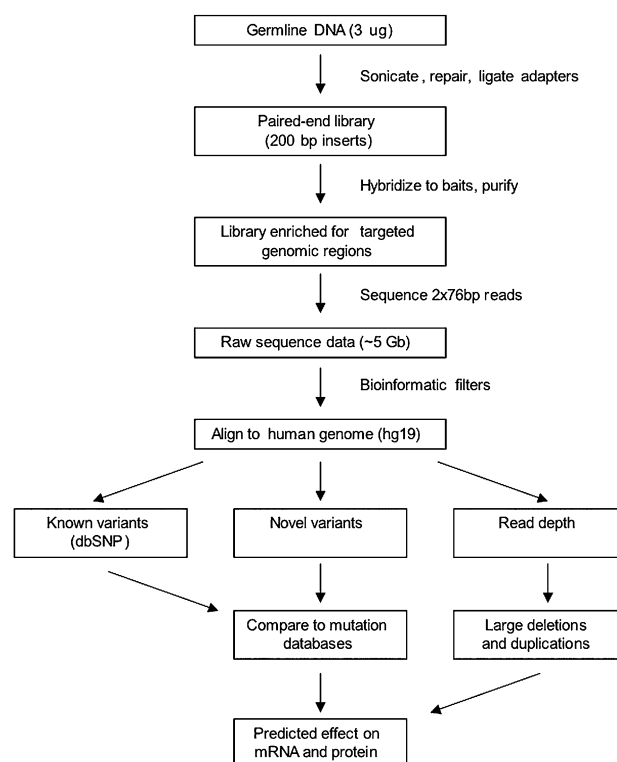 Germline DNA (3 ug)
Sonicate, repair, ligate adapters
Paired-end library
(200 bp inserts)
Hybridize to baits, purify
Library enriched for targeted
genomic regions
Sequence 2x76bp reads
Raw sequence data (~5 Gb)
Bioinformatic filters
Align to human genome (hg19)
Known variants
(dbSNP)
Novel variants
Read depth
Compare to mutation
databases
Large deletions
and duplications
Predicted effect on
mRNA and protein